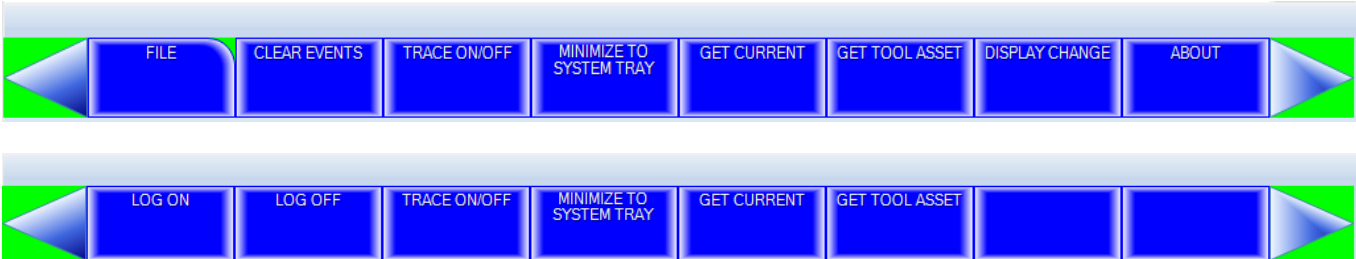 FILE
CLEAR EVENTS
TRACE ON/OFF
MINIMIZE TO
SYSTEM TRAY
GET CURRENT
GET TOOL ASSET
DISPLAY CHANGE
ABOUT
LOG ON
LOG OFF
TRACE ON/OFF
MINIMIZE TO
SYSTEM TRAY
GET CURRENT
GET TOOL ASSET